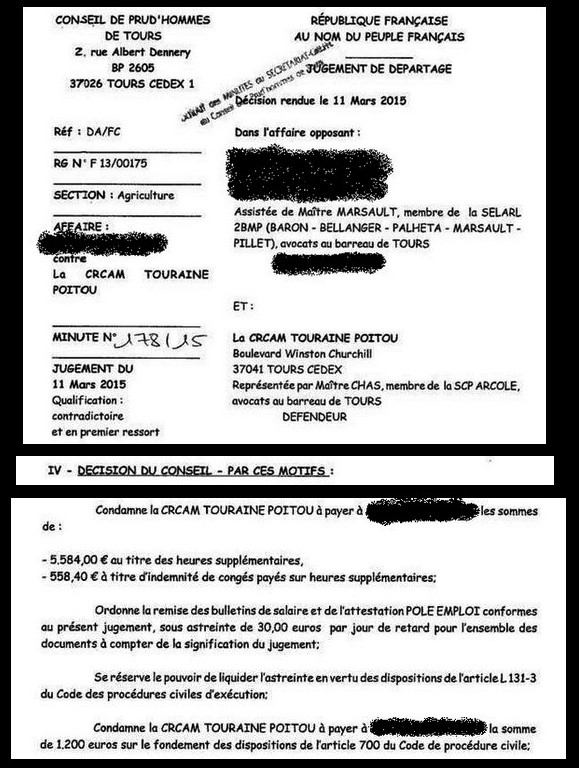 CONSEIL DE PRUD'HOMMES
DE TOURS
2, rue Albert Dennery
BP 2605
37026 TOURS CEDEX 1
RÉPUBLIQUE FRANÇAISE
AU NOM DU PEUPLE FRANÇAIS
JUGEMENT DE DEPARTAGE
EXTRAIT des MINUTES du SECRETARIAT-GREFFE
du Conseil de Prud'hommes de
Décision rendue le 11 Mars 2015
Réf : DA/FC
RG N° F 13/00175
SECTION : Agriculture
AFFAIRE :
contre
La CRCAM TOURAINE
POITOU
MINUTE N° 178/15
JUGEMENT DU
11 Mars 2015
Qualification :
contradictoire
et en premier ressort
Dans l'affaire opposant :
Assistée de Maître MARSAULT, membre de la SELARL
2BMP (BARON - BELLANGER - PALHETA - MARSAULT -
PILLET), avocats au barreau de TOURS
ET :
La CRCAM TOURAINE POITOU
Boulevard Winston Churchill
37041 TOURS CEDEX
Représentée par Maître CHAS, membre de la SCP ARCOLE,
avocats au barreau de TOURS
DEFENDEUR
IV - DECISION DU CONSEIL - PAR CES MOTIFS :
Condamne la CRCAM TOURAINE POITOU à payer à les sommes
de :
- 5.584,00 € au titre des heures supplémentaires,
- 558,40 € à titre d'indemnité de congés payés sur heures supplémentaires;
Ordonne la remise des bulletins de salaire et de l'attestation POLE EMPLOI conformes
au présent jugement, sous astreinte de 30,00 euros par jour de retard pour l'ensemble des
documents à compter de la signification du jugement;
Se réserve le pouvoir de liquider l'astreinte en vertu des dispositions de l'article L 131-3
du Code des procédures civiles d'exécution;
Condamne la CRCAM TOURAINE POITOU à payer à la somme
de 1.200 euros sur le fondement des dispositions de l'article 700 du Code de procédure civile;